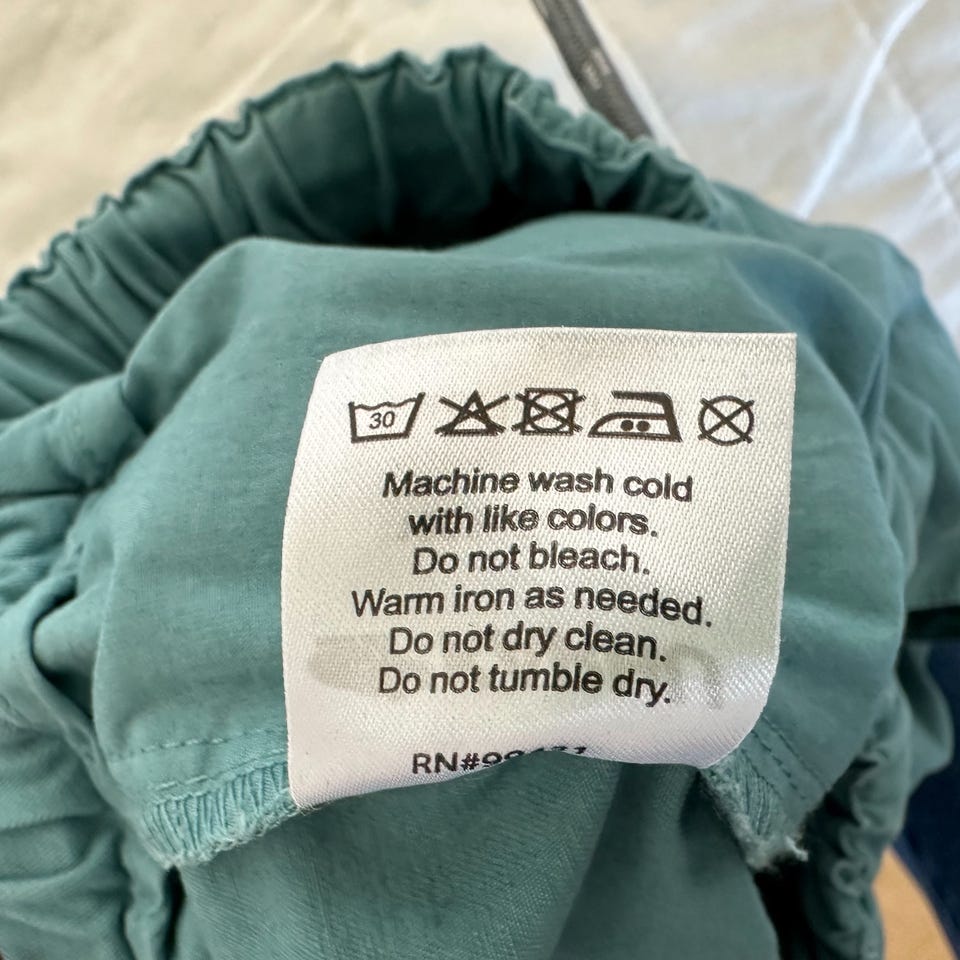 30
Machine wash cold
with like colors.
Do not bleach.
Warm iron as needed.
Do not dry clean.
Do not tumble dry.